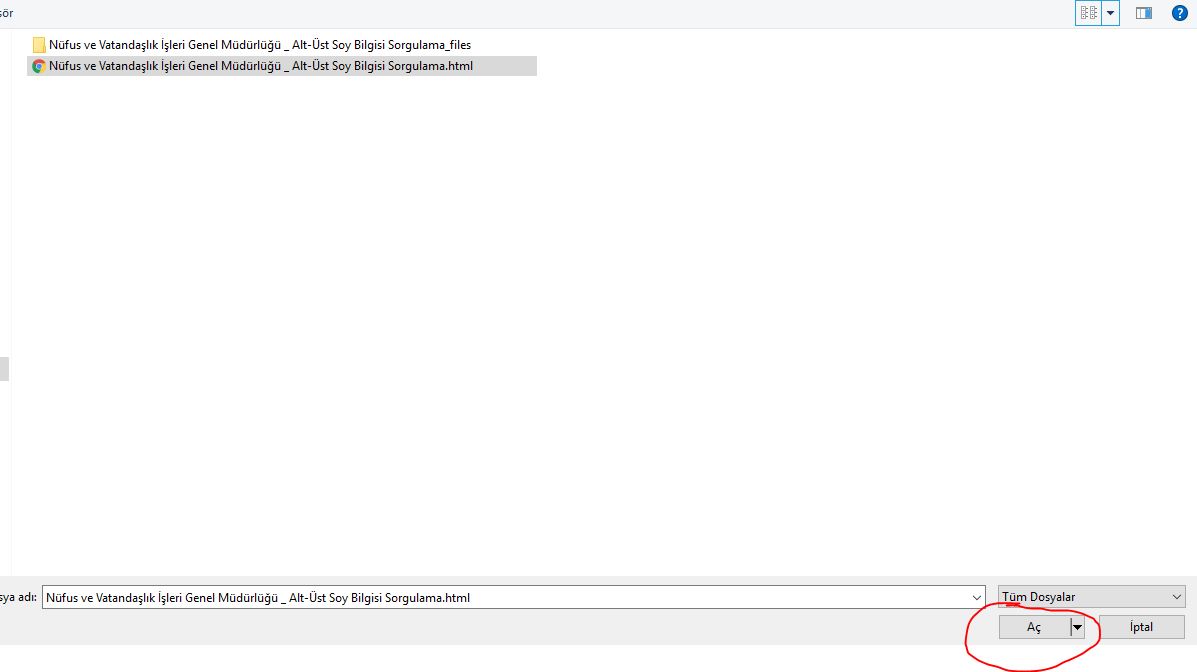 sör
?
Nüfus ve Vatandaşlık İşleri Genel Müdürlüğü _ Alt-Üst Soy Bilgisi Sorgulama_files
Nüfus ve Vatandaşlık İşleri Genel Müdürlüğü _ Alt-Üst Soy Bilgisi Sorgulama.html
sya adı: Nüfus ve Vatandaşlık İşleri Genel Müdürlüğü _ Alt-Üst Soy Bilgisi Sorgulama.html Tüm Dosyalar
Aç İptal